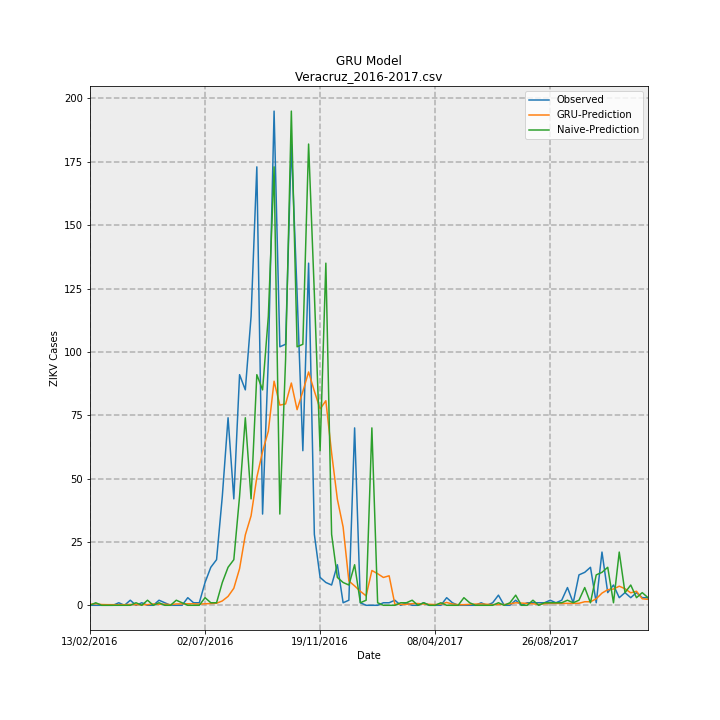 GRU Model
Veracruz_2016-2017.csv
Observed
GRU-Prediction
Naive-Prediction
200
175
150
125
100
75
50
25
0
ZIKV Cases
13/02/2016
02/07/2016
19/11/2016
08/04/2017
26/08/2017
Date